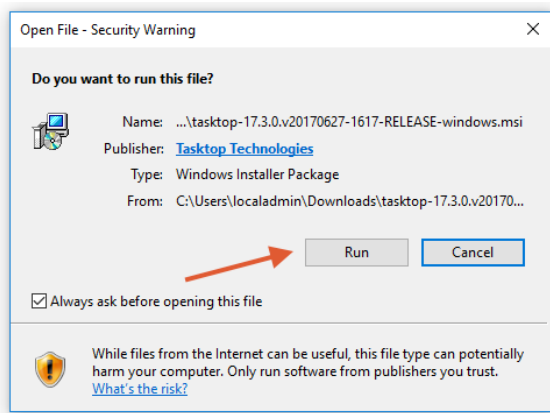 Open File - Security Warning
Do you want to run this file?
Name: ...\tasktop-17.3.0.v20170627-1617-RELEASE-windows.msi
Publisher: Tasktop Technologies
Type: Windows Installer Package
From: C:\Users\localadmin\Downloads\tasktop-17.3.0.v20170...
Run Cancel
Always ask before opening this file
While files from the Internet can be useful, this file type can potentially
harm your computer. Only run software from publishers you trust.
What's the risk?